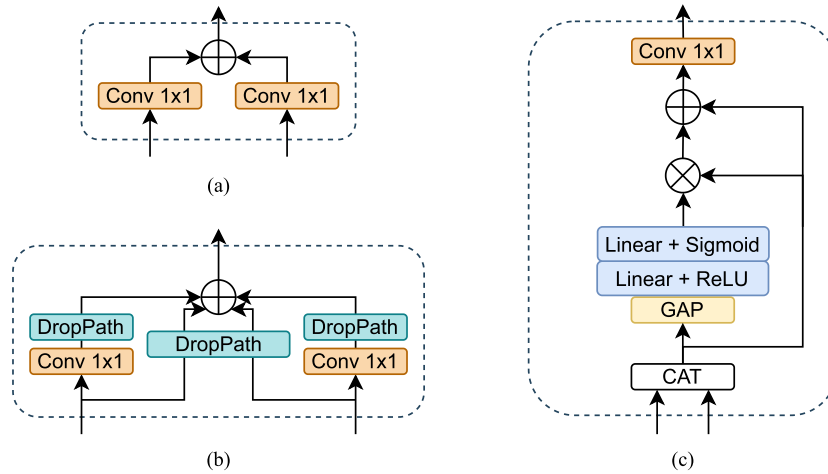 Conv 1x1
Conv 1x1
(a)
DropPath
DropPath
DropPath
Conv 1x1
Conv 1x1
(b)
Conv 1x1
Linear + Sigmoid
Linear + ReLU
GAP
CAT
(c)